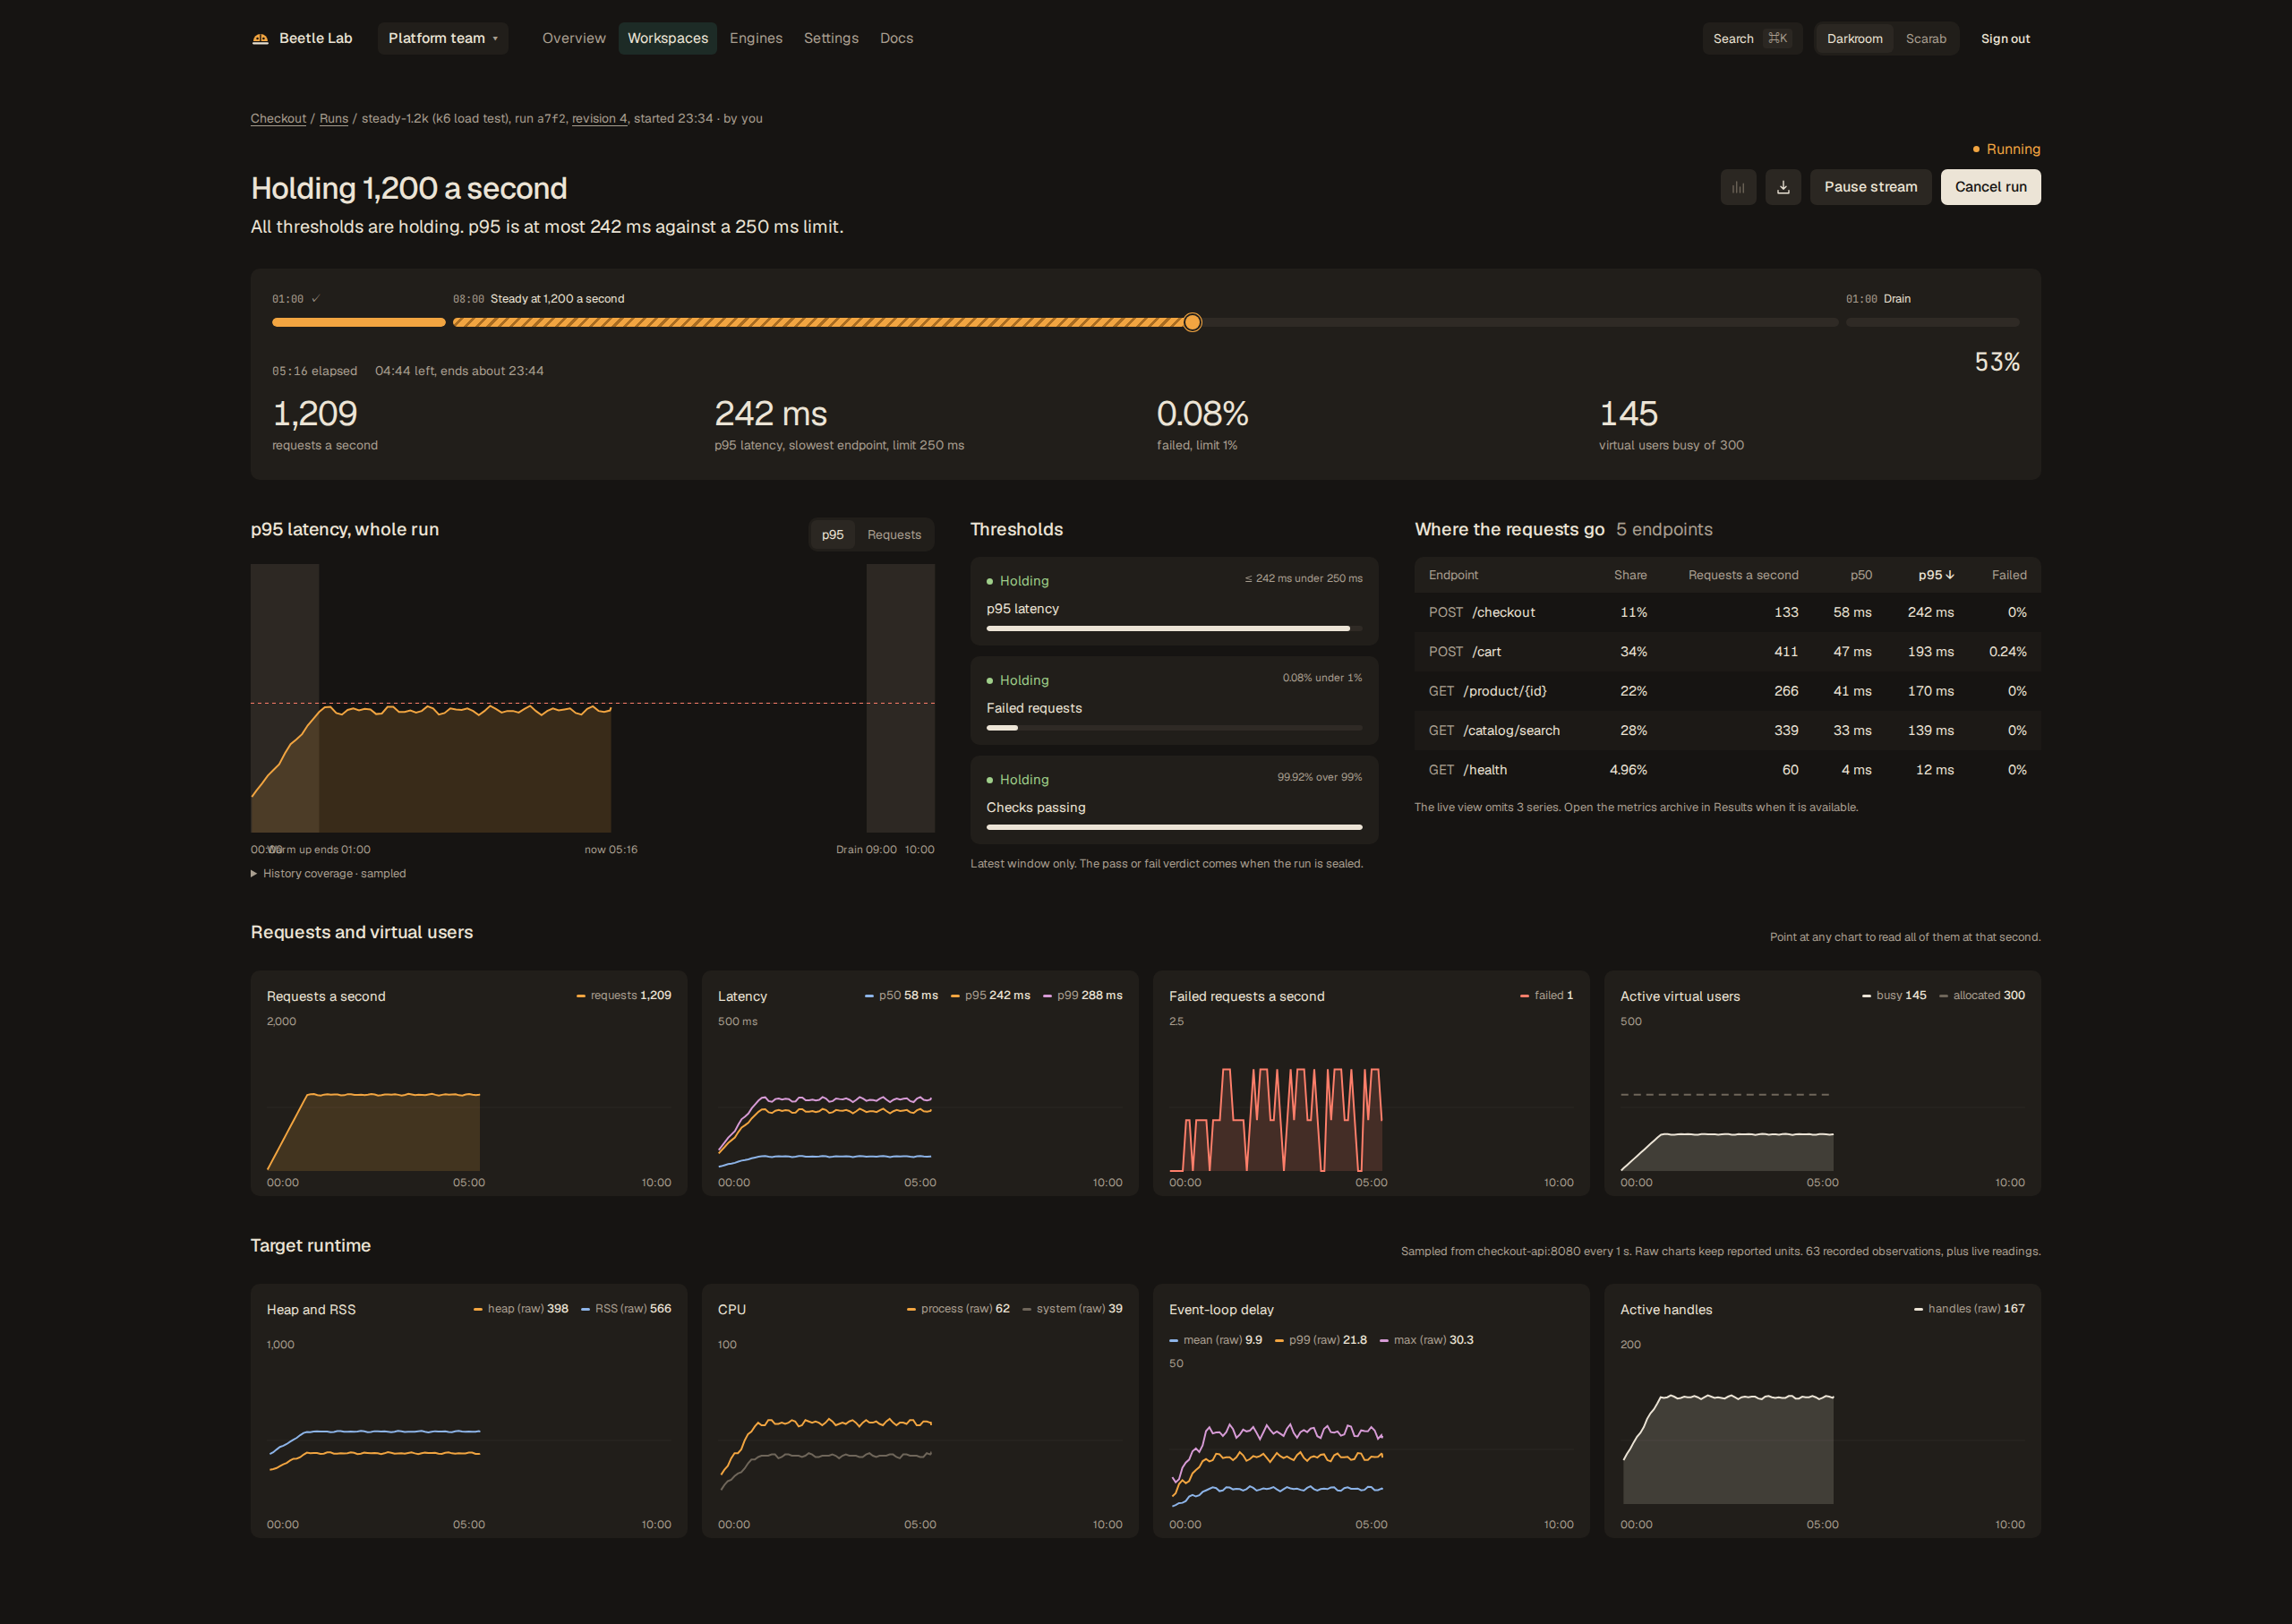 Beetle Lab Platform team ▾ Overview Workspaces Engines Settings Docs Search ⌘K Darkroom Scarab Sign out
Checkout / Runs / steady-1.2k (k6 load test), run a7f2, revision 4, started 23:34 · by you
Running
Holding 1,200 a second
Pause stream Cancel run
All thresholds are holding. p95 is at most 242 ms against a 250 ms limit.
01:00 ✓ 08:00 Steady at 1,200 a second 01:00 Drain
05:16 elapsed 04:44 left, ends about 23:44 53%
1,209 242 ms 0.08% 145
requests a second p95 latency, slowest endpoint, limit 250 ms failed, limit 1% virtual users busy of 300
p95 latency, whole run p95 Requests
00:00 Warm up ends 01:00 now 05:16 Drain 09:00 10:00
▶ History coverage · sampled
Thresholds
Holding ≤ 242 ms under 250 ms
p95 latency
Holding 0.08% under 1%
Failed requests
Holding 99.92% over 99%
Checks passing
Latest window only. The pass or fail verdict comes when the run is sealed.
Where the requests go 5 endpoints
Endpoint Share Requests a second p50 p95 ↓ Failed
POST /checkout 11% 133 58 ms 242 ms 0%
POST /cart 34% 411 47 ms 193 ms 0.24%
GET /product/{id} 22% 266 41 ms 170 ms 0%
GET /catalog/search 28% 339 33 ms 139 ms 0%
GET /health 4.96% 60 4 ms 12 ms 0%
The live view omits 3 series. Open the metrics archive in Results when it is available.
Requests and virtual users
Point at any chart to read all of them at that second.
Requests a second requests 1,209
2,000
00:00 05:00 10:00
Latency p50 58 ms p95 242 ms p99 288 ms
500 ms
00:00 05:00 10:00
Failed requests a second failed 1
2.5
00:00 05:00 10:00
Active virtual users busy 145 allocated 300
500
00:00 05:00 10:00
Target runtime
Sampled from checkout-api:8080 every 1 s. Raw charts keep reported units. 63 recorded observations, plus live readings.
Heap and RSS heap (raw) 398 RSS (raw) 566
1,000
00:00 05:00 10:00
CPU process (raw) 62 system (raw) 39
100
00:00 05:00 10:00
Event-loop delay
mean (raw) 9.9 p99 (raw) 21.8 max (raw) 30.3
50
00:00 05:00 10:00
Active handles handles (raw) 167
200
00:00 05:00 10:00